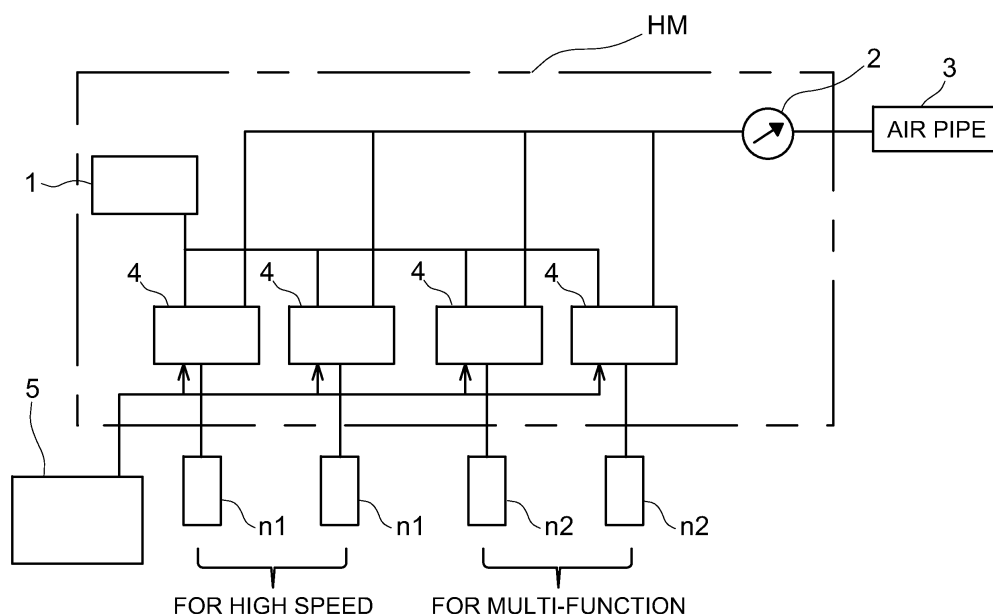 HM
2
3
AIR PIPE
1
4
4
4
4
5
n1
n1
n2
n2
FOR HIGH SPEED
FOR MULTI-FUNCTION